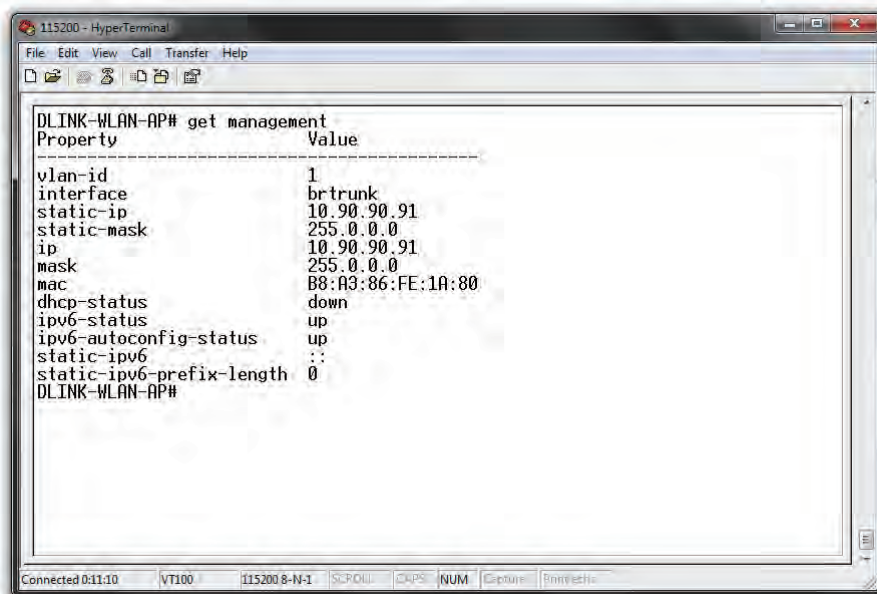 115200 - HyperTerminal
File Edit View Call Transfer Help
DLINK-WLAN-AP# get management
Property Value
-----------------------------------------------
vlan-id 1
interface brtrunk
static-ip 10.90.90.91
static-mask 255.0.0.0
ip 10.90.90.91
mask 255.0.0.0
mac B8:A3:86:FE:1A:80
dhcp-status down
ipv6-status up
ipv6-autoconfig-status up
static-ipv6 ::
static-ipv6-prefix-length 0
DLINK-WLAN-AP#
Connected 0:11:10 VT100 115200 8-N-1 SCROLL CAPS NUM Capture Print echo